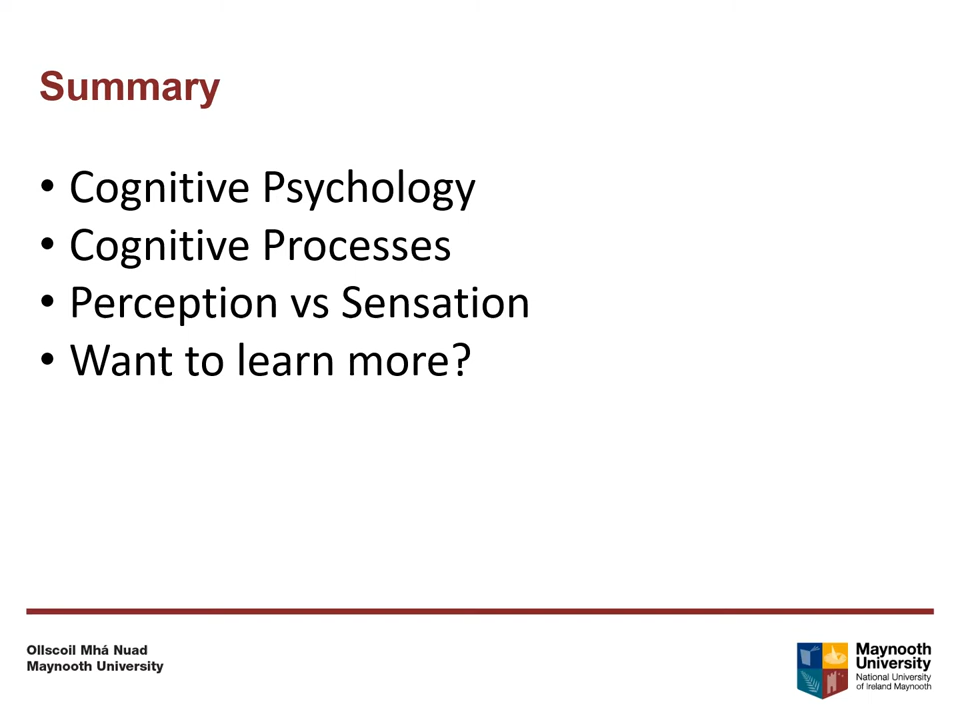 Summary
• Cognitive Psychology
• Cognitive Processes
• Perception vs Sensation
• Want to learn more?
Ollscoil Mhá Nuad
Maynooth University
Maynooth
University
National University
of Ireland Maynooth